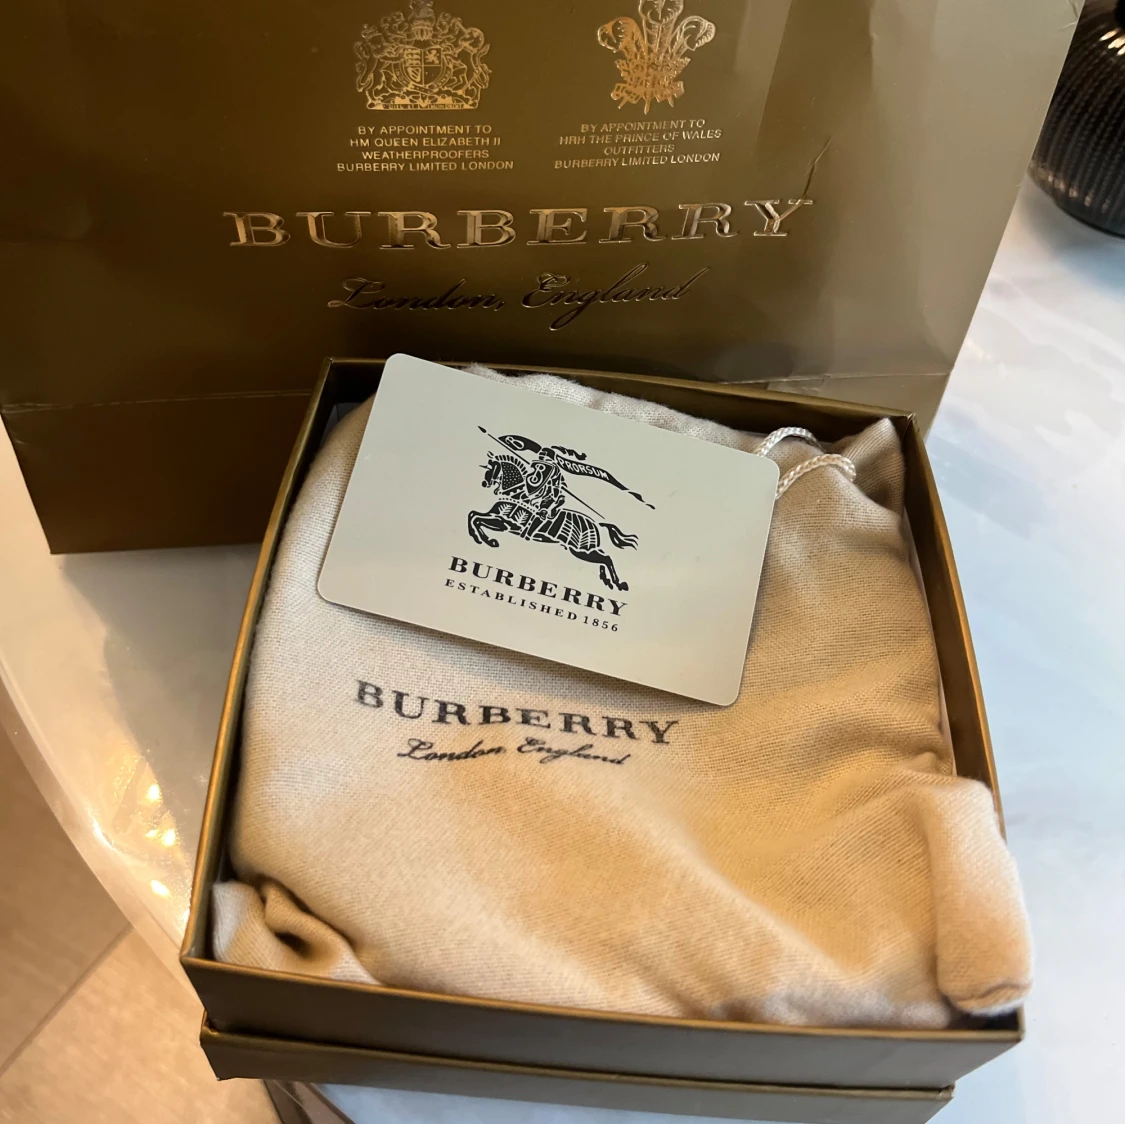 BY APPOINTMENT TO
HM QUEEN ELIZABETH II
WEATHERPROOFERS
BURBERRY LIMITED LONDON
BY APPOINTMENT TO
HRH THE PRINCE OF WALES
OUTFITTERS
BURBERRY LIMITED LONDON
BURBERRY
London, England
PRORSUM
BURBERRY
ESTABLISHED 1856
BURBERRY
London England